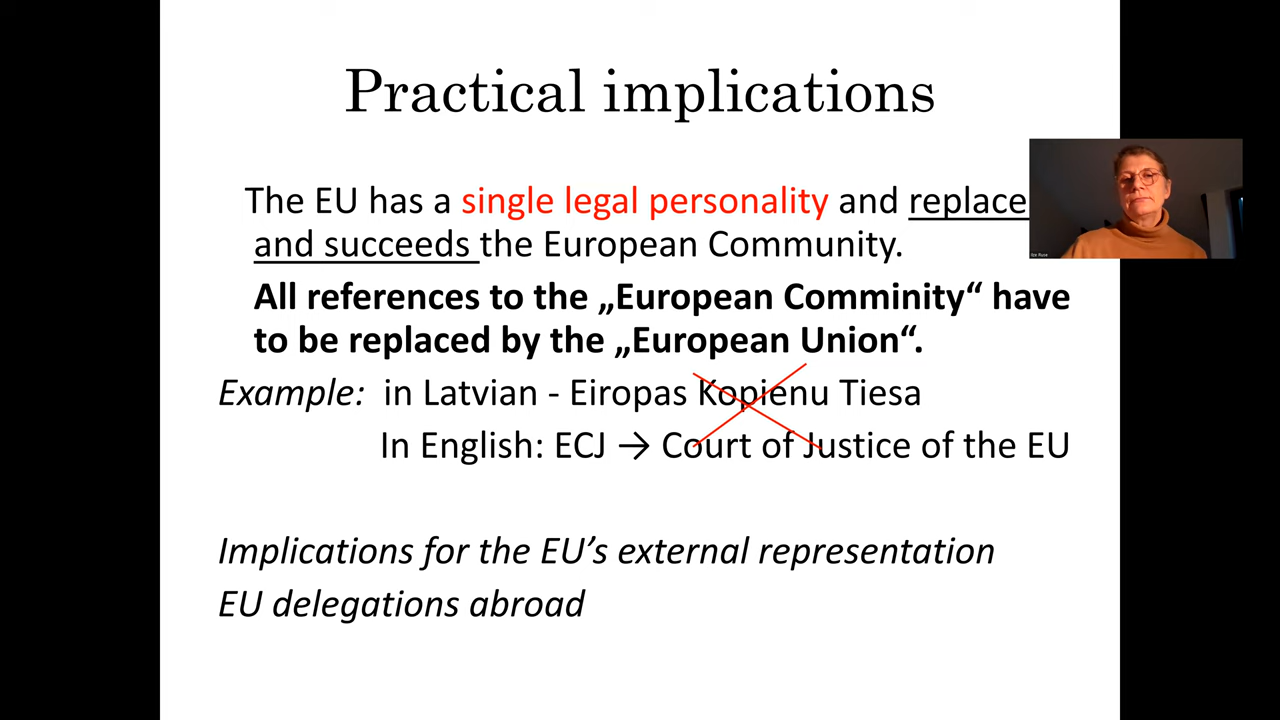 Practical implications
The EU has a single legal personality and replace
and succeeds the European Community.
All references to the „European Comminity“ have
to be replaced by the „European Union“.
Example: in Latvian - Eiropas Kopienu Tiesa
In English: ECJ → Court of Justice of the EU
Implications for the EU’s external representation
EU delegations abroad